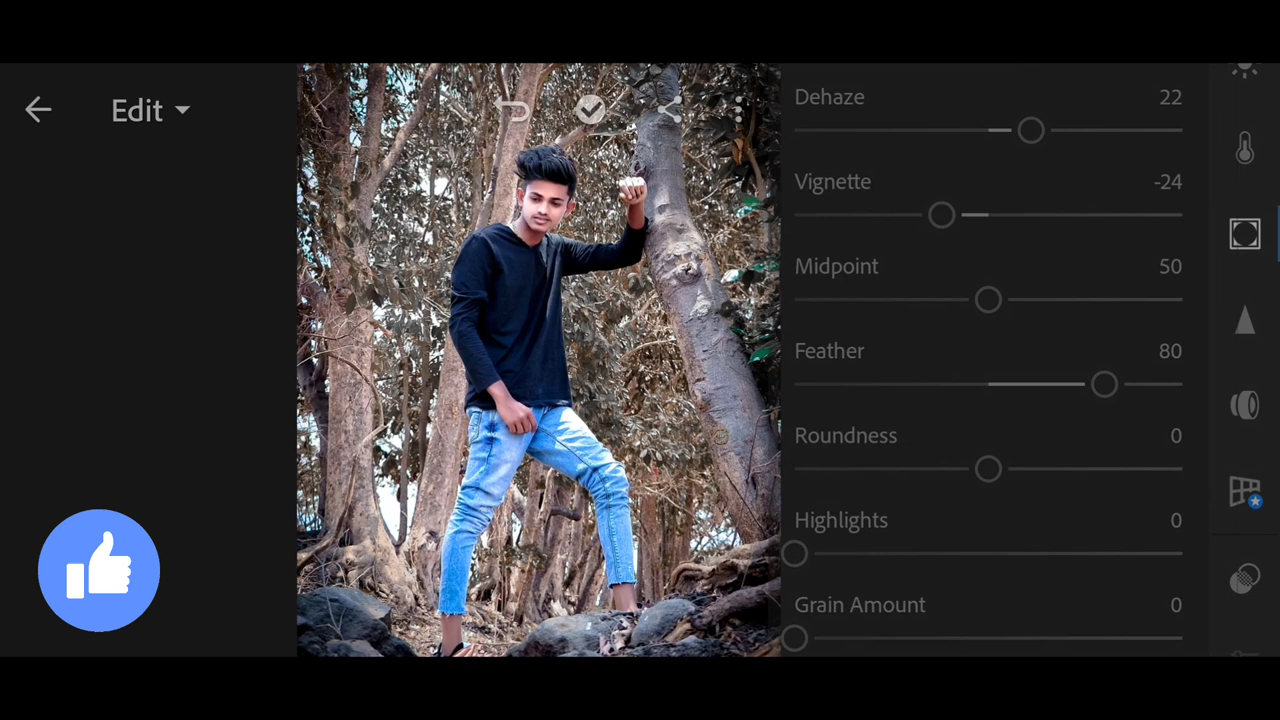 Edit
Dehaze 22
Vignette -24
Midpoint 50
Feather 80
Roundness 0
Highlights 0
Grain Amount 0